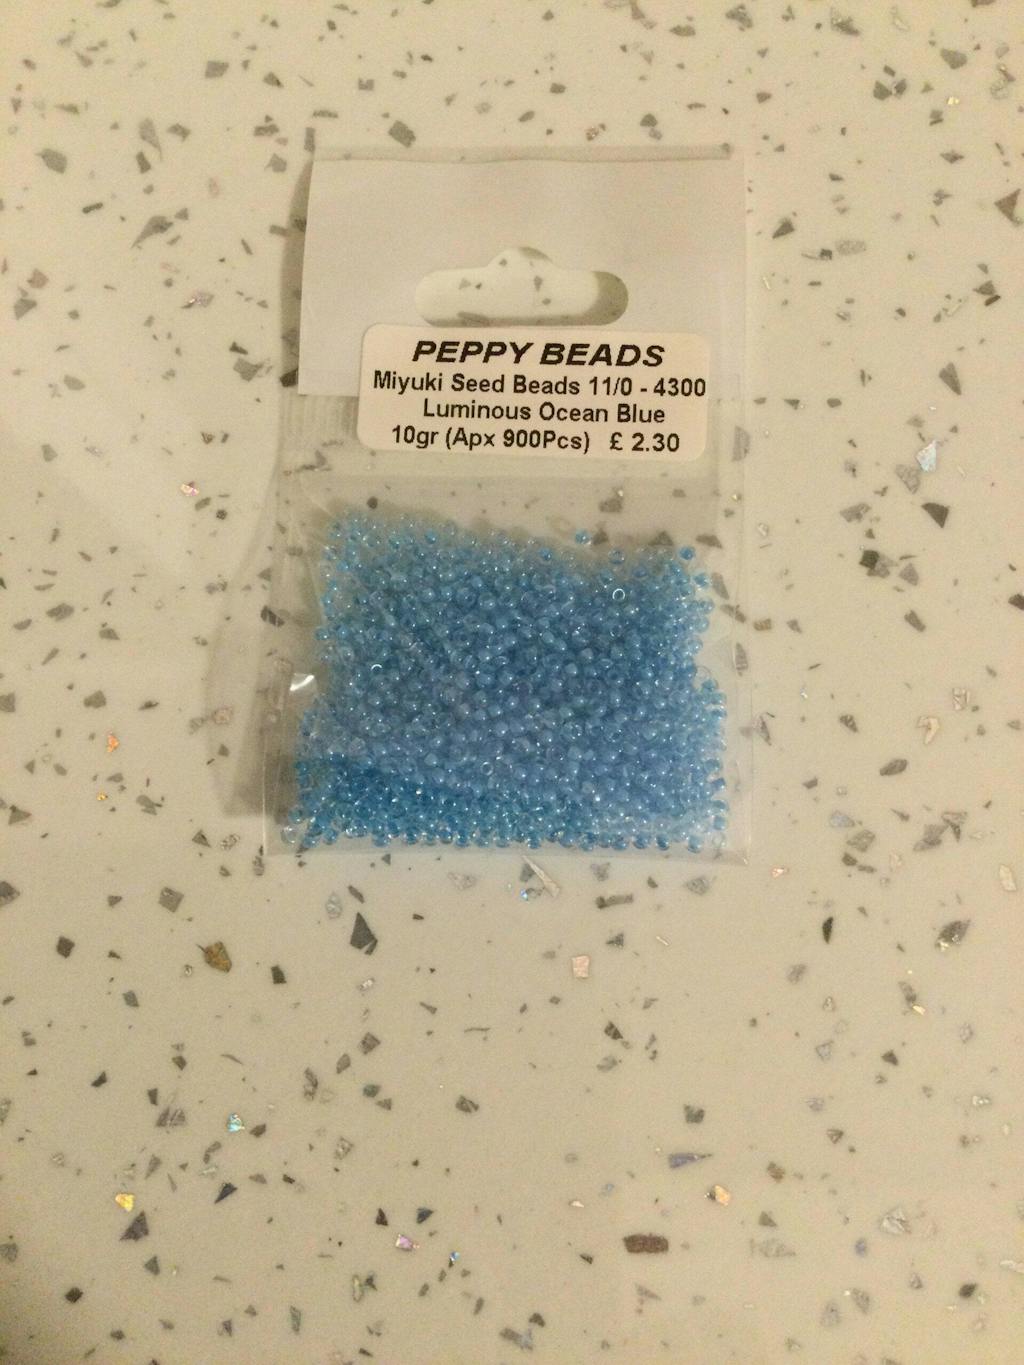 PEPPY BEADS
Miyuki Seed Beads 11/0 - 4300
Luminous Ocean Blue
10gr (Apx 900Pcs) £ 2.30